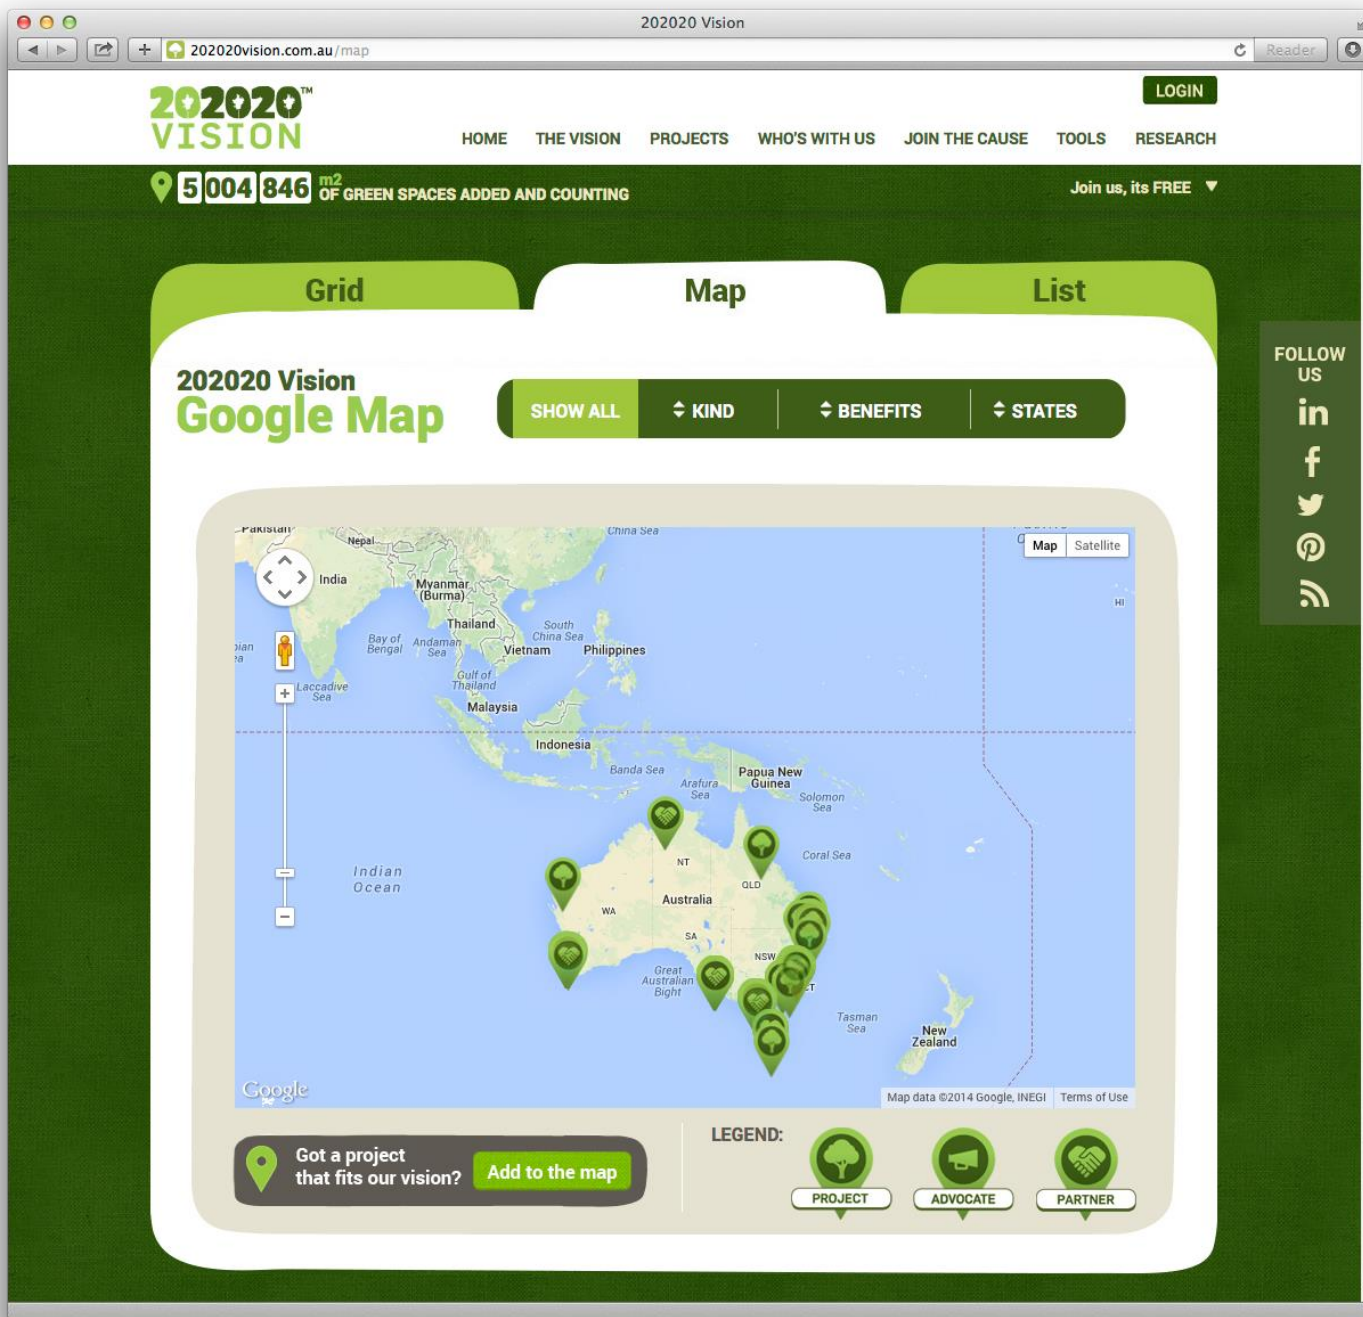 202020 Vision
202020vision.com.au/map
Reader
202020™
VISION
LOGIN
HOME THE VISION PROJECTS WHO'S WITH US JOIN THE CAUSE TOOLS RESEARCH
5 004 846 m2 OF GREEN SPACES ADDED AND COUNTING
Join us, its FREE
Grid Map List
FOLLOW
US
202020 Vision
Google Map
SHOW ALL KIND BENEFITS STATES
Pakistan
China Sea
Nepal
Map Satellite
India
Myanmar
(Burma)
HI
Thailand
South
China Sea
Bay of
Bengal
Andaman
Sea
Vietnam
Philippines
Laccadive
Sea
Gulf of
Thailand
Malaysia
Indonesia
Banda Sea
Papua New
Guinea
Arafura
Sea
Solomon
Sea
Coral Sea
NT
Indian
Ocean
QLD
Australia
WA
SA
NSW
Great
Australian
Bight
Tasman
Sea
New
Zealand
Google
Map data ©2014 Google, INEGI Terms of Use
Got a project
that fits our vision?
Add to the map
LEGEND:
PROJECT ADVOCATE PARTNER